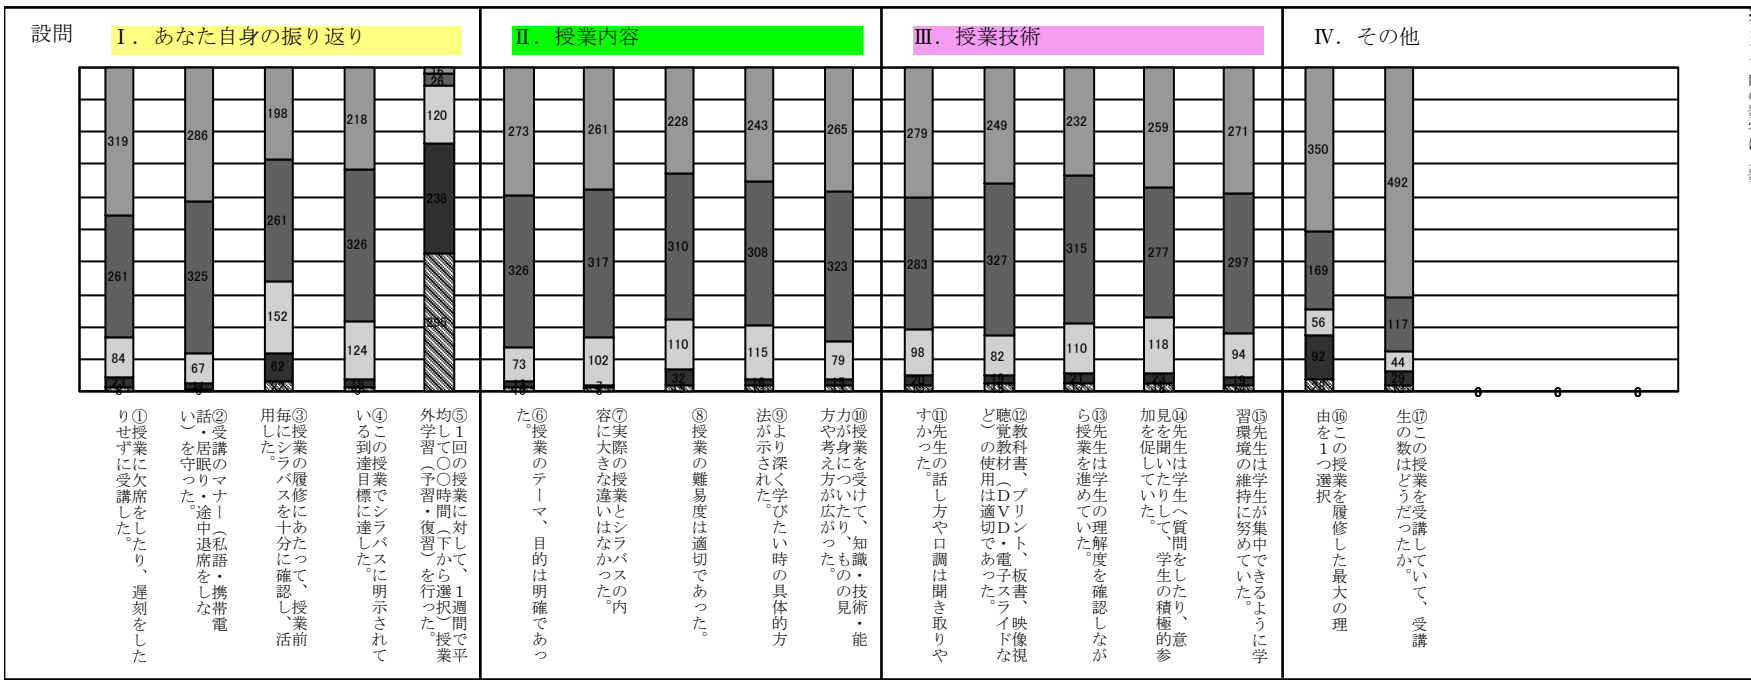 設問
Ⅰ．あなた自身の振り返り
Ⅱ．授業内容
Ⅲ．授業技術
Ⅳ．その他
319
261
84
23
286
325
67
11
198
261
152
62
218
326
124
18
16
26
120
238
295
273
326
73
261
317
102
7
228
310
110
32
243
308
115
265
323
79
15
279
283
98
20
249
327
82
19
232
315
110
21
259
277
118
23
271
297
94
19
350
169
56
92
492
117
44
29
0
0
0
①授業に欠席をしたり、遅刻をした
りせずに受講した。
②受講のマナー（私語・携帯電
話・居眠り・途中退席をしな
い）を守った。
③授業の履修にあたって、授業前
毎にシラバスを十分に確認し、活
用した。
④この授業でシラバスに明示されて
いる到達目標に達した。
⑤１回の授業に対して、１週間で平
均して〇〇時間（下から選択）授業
外学習（予習・復習）を行った。
⑥授業のテーマ、目的は明確であっ
た。
⑦実際の授業とシラバスの内
容に大きな違いはなかった。
⑧授業の難易度は適切であった。
⑨より深く学びたい時の具体的方
法が示された。
⑩授業を受けて、知識・技術・能
力が身についたり、ものの見
方や考え方が広がった。
⑪先生の話し方や口調は聞き取りや
すかった。
⑫教科書、プリント、板書、映像視
聴覚教材（ＤＶＤ・電子スライドな
ど）の使用は適切であった。
⑬先生は学生の理解度を確認しなが
ら授業を進めていた。
⑭先生は学生へ質問をしたり、意
見を聞いたりして、学生の積極的参
加を促していた。
⑮先生は学生が集中できるように学
習環境の維持に努めていた。
⑯この授業を履修した最大の理
由を１つ選択
⑰この授業を受講していて、受講
生の数はどうだったか。